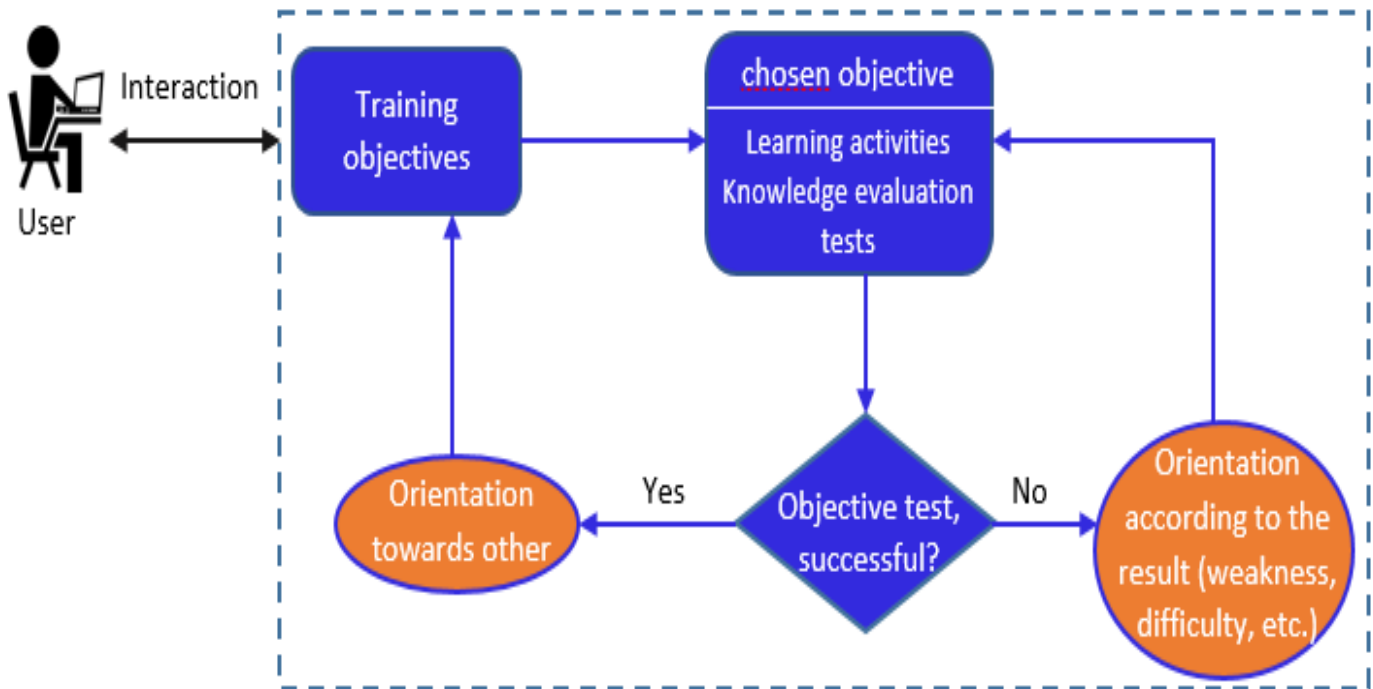 Interaction
User
Training
objectives
chosen objective
Learning activities
Knowledge evaluation
tests
Objective test,
successful?
Yes
No
Orientation
towards other
Orientation
according to the
result (weakness,
difficulty, etc.)